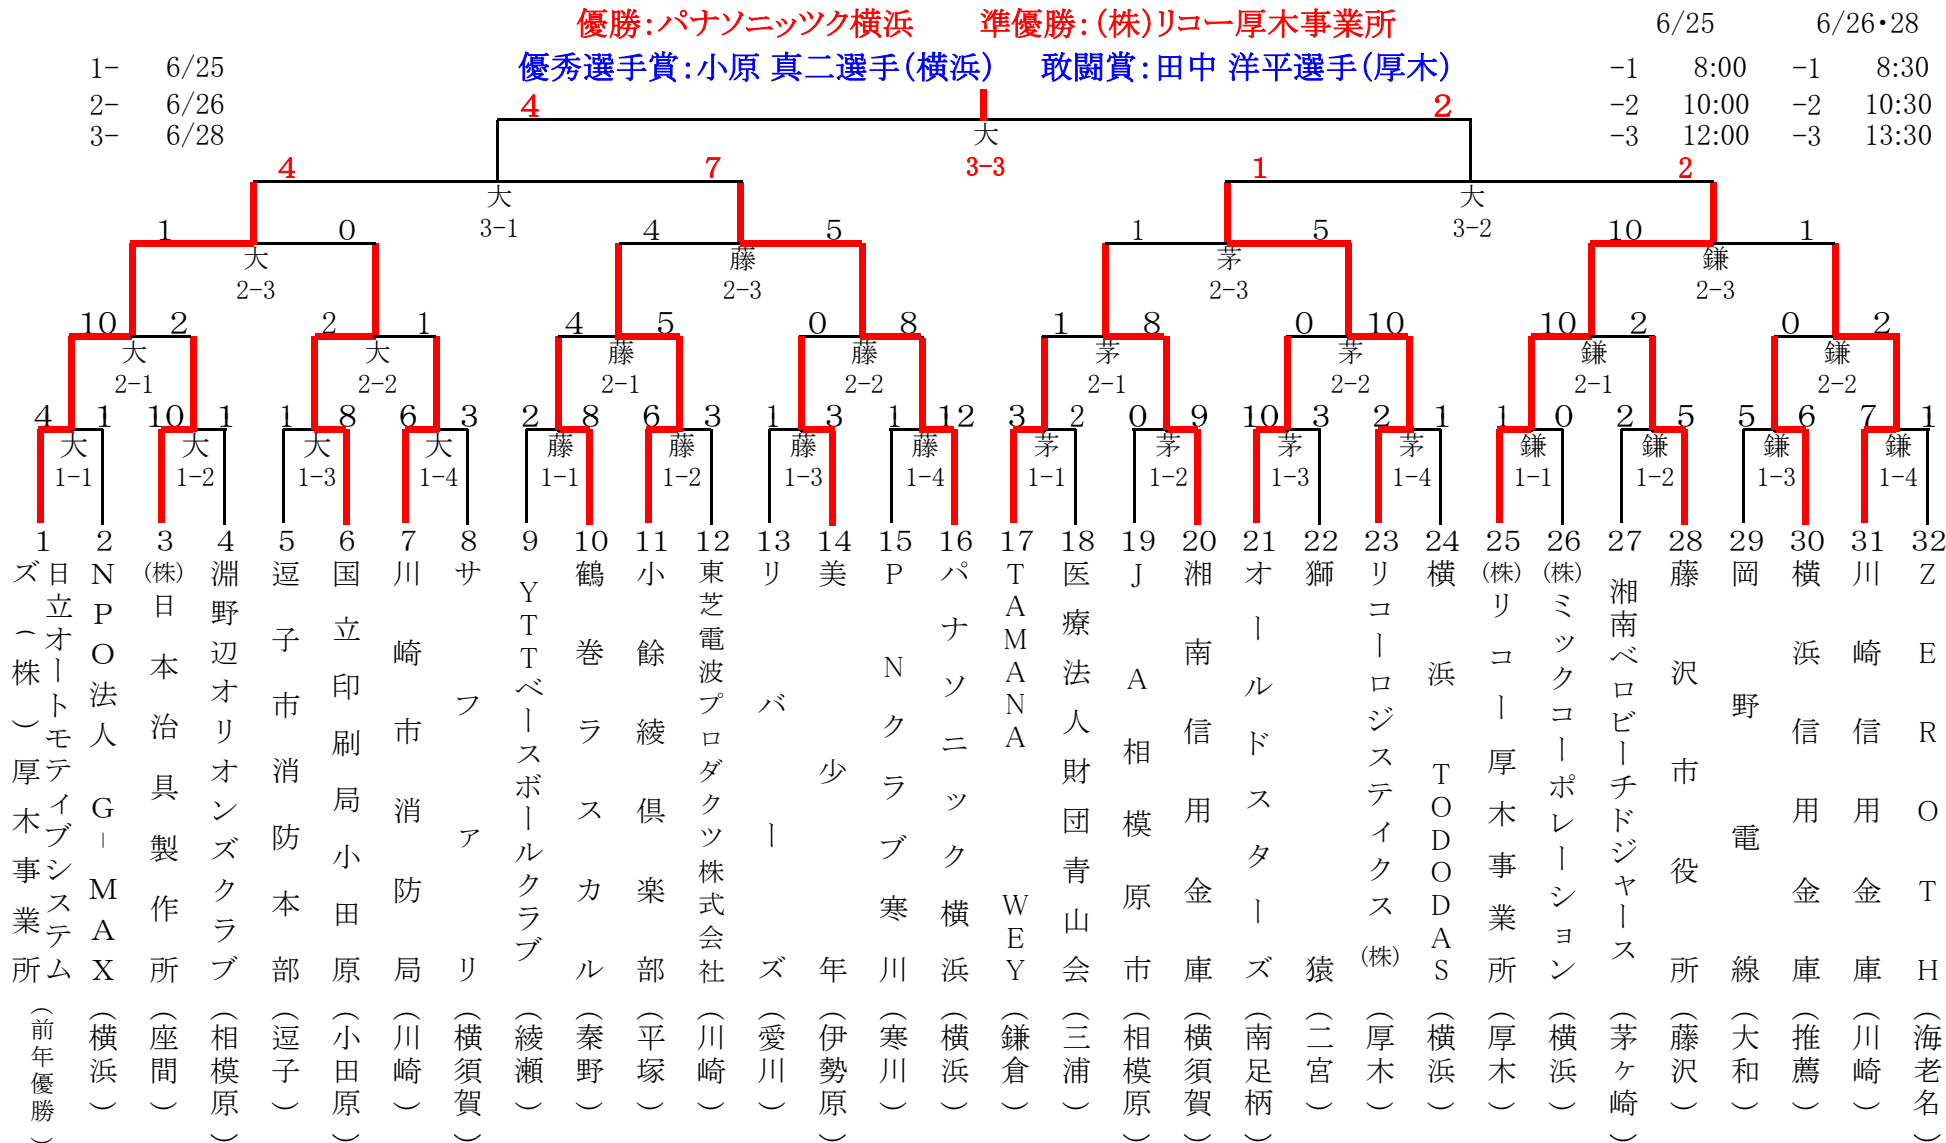 優勝：パナソニッツク横浜　準優勝：(株)リコー厚木事業所
6/25　6/26・28
優秀選手賞：小原 真二選手（横浜）　敢闘賞：田中 洋平選手（厚木）
1-　6/25
2-　6/26
3-　6/28
-1　8:00　-1　8:30
-2　10:00　-2　10:30
-3　12:00　-3　13:30
4　2
大
3-3
4　7　1　2
大　大
3-1　3-2
1　0　4　5　1　5　10　1
大　藤　茅　鎌
2-3　2-3　2-3　2-3
10　2　2　1　4　5　0　8　1　8　0　10　10　2　0　2
大　大　藤　藤　茅　茅　鎌　鎌
2-1　2-2　2-1　2-2　2-1　2-2　2-1　2-2
4　1　10　1　1　8　6　3　2　8　6　3　1　3　1　12　3　2　0　9　10　3　2　1　1　0　2　5　5　6　7　1
大　大　大　大　藤　藤　藤　藤　茅　茅　茅　茅　鎌　鎌　鎌　鎌
1-1　1-2　1-3　1-4　1-1　1-2　1-3　1-4　1-1　1-2　1-3　1-4　1-1　1-2　1-3　1-4
1　日立オートモティブシステムズ（株）厚木事業所（前年優勝）
2　NPO法人 G-MAX（横浜）
3　(株)日本治具製作所（座間）
4　淵野辺オリオンズクラブ（相模原）
5　逗子市消防本部（逗子）
6　国立印刷局小田原（小田原）
7　川崎市消防局（川崎）
8　サファリ（横須賀）
9　YTTベースボールクラブ（綾瀬）
10　鶴巻ラスカル（秦野）
11　小餘綾倶楽部（平塚）
12　東芝電波プロダクツ株式会社（川崎）
13　リバーズ（愛川）
14　美少年（伊勢原）
15　P Nクラブ寒川（寒川）
16　パナソニック横浜（横浜）
17　TAMANA WEY（鎌倉）
18　医療法人財団青山会（三浦）
19　JA相模原市（相模原）
20　湘南信用金庫（横須賀）
21　オールドスターズ（南足柄）
22　獅猿（二宮）
23　リコーロジスティクス(株)（厚木）
24　横浜 TODODAS（横浜）
25　(株)リコー厚木事業所（厚木）
26　(株)ミックコーポレーション（横浜）
27　湘南ベロビーチドジャース（茅ヶ崎）
28　藤沢市役所（藤沢）
29　岡野電線（大和）
30　横浜信用金庫（推薦）
31　川崎信用金庫（川崎）
32　ZEROTH（海老名）